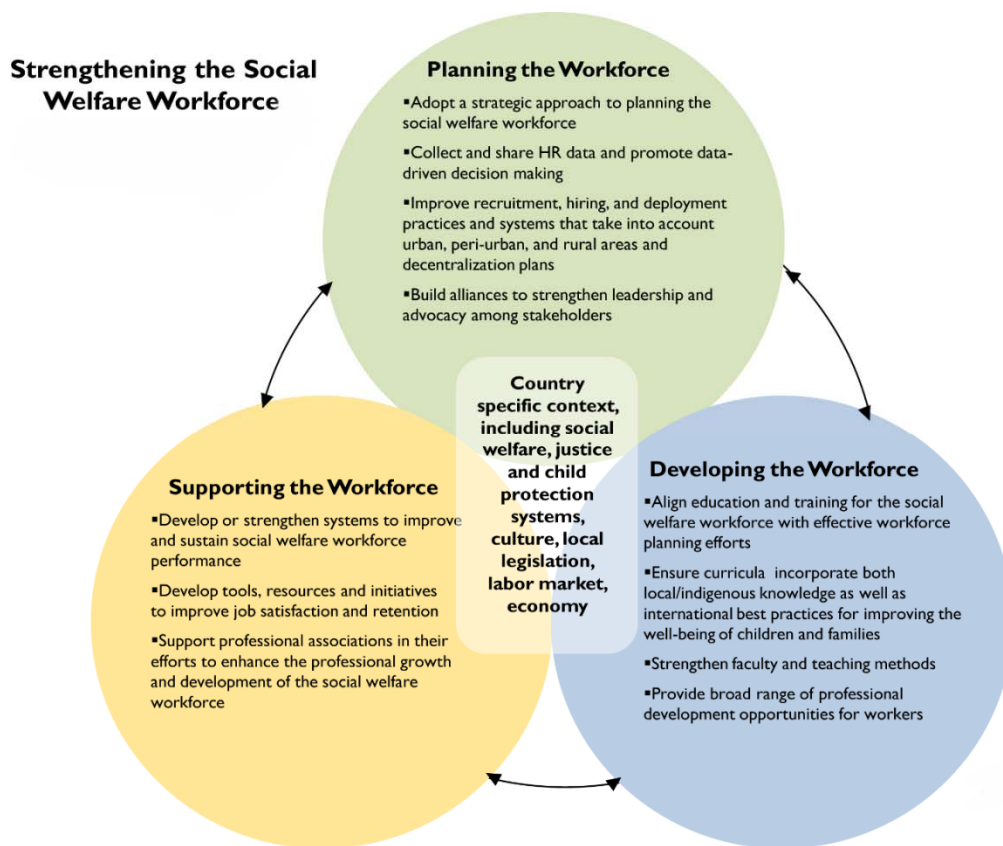 Strengthening the Social
Welfare Workforce
Planning the Workforce
▪Adopt a strategic approach to planning the
social welfare workforce
▪Collect and share HR data and promote data-
driven decision making
▪Improve recruitment, hiring, and deployment
practices and systems that take into account
urban, peri-urban, and rural areas and
decentralization plans
▪Build alliances to strengthen leadership and
advocacy among stakeholders
Country
specific context,
including social
welfare, justice
and child
protection
systems,
culture, local
legislation,
labor market,
economy
Supporting the Workforce
▪Develop or strengthen systems to improve
and sustain social welfare workforce
performance
▪Develop tools, resources and initiatives
to improve job satisfaction and retention
▪Support professional associations in their
efforts to enhance the professional growth
and development of the social welfare
workforce
Developing the Workforce
▪Align education and training for the social
welfare workforce with effective workforce
planning efforts
▪Ensure curricula incorporate both
local/indigenous knowledge as well as
international best practices for improving the
well-being of children and families
▪Strengthen faculty and teaching methods
▪Provide broad range of professional
development opportunities for workers